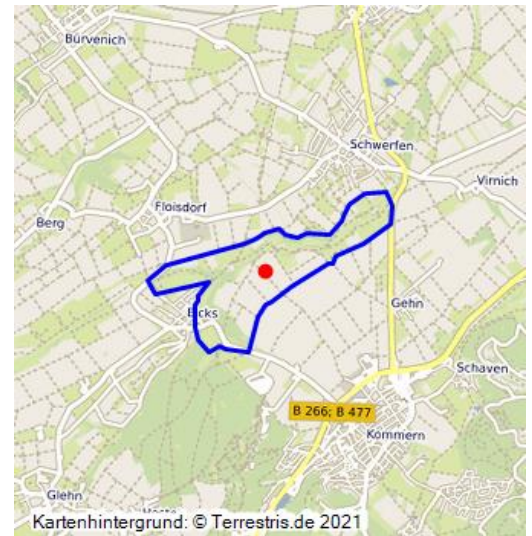 Bürvenich
Schwerfen
Virnich
Floisdorf
Berg
Gehn
Eicks
Schaven
B 266; B 477
Kommern
Glehn
Kartenhintergrund: © Terrestris.de 2021